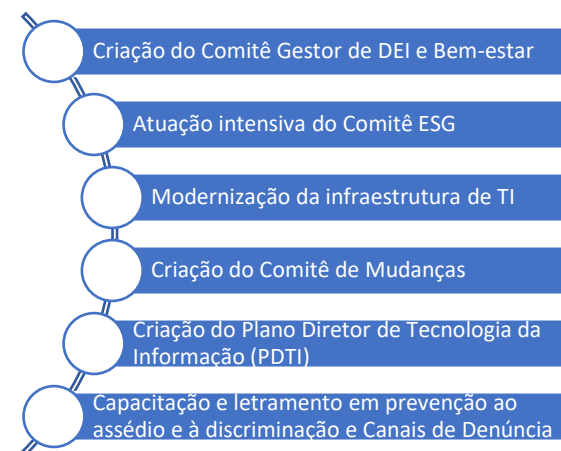 Criação do Comitê Gestor de DEI e Bem-estar
Atuação intensiva do Comitê ESG
Modernização da infraestrutura de TI
Criação do Comitê de Mudanças
Criação do Plano Diretor de Tecnologia da
Informação (PDTI)
Capacitação e letramento em prevenção ao
assédio e à discriminação e Canais de Denúncia